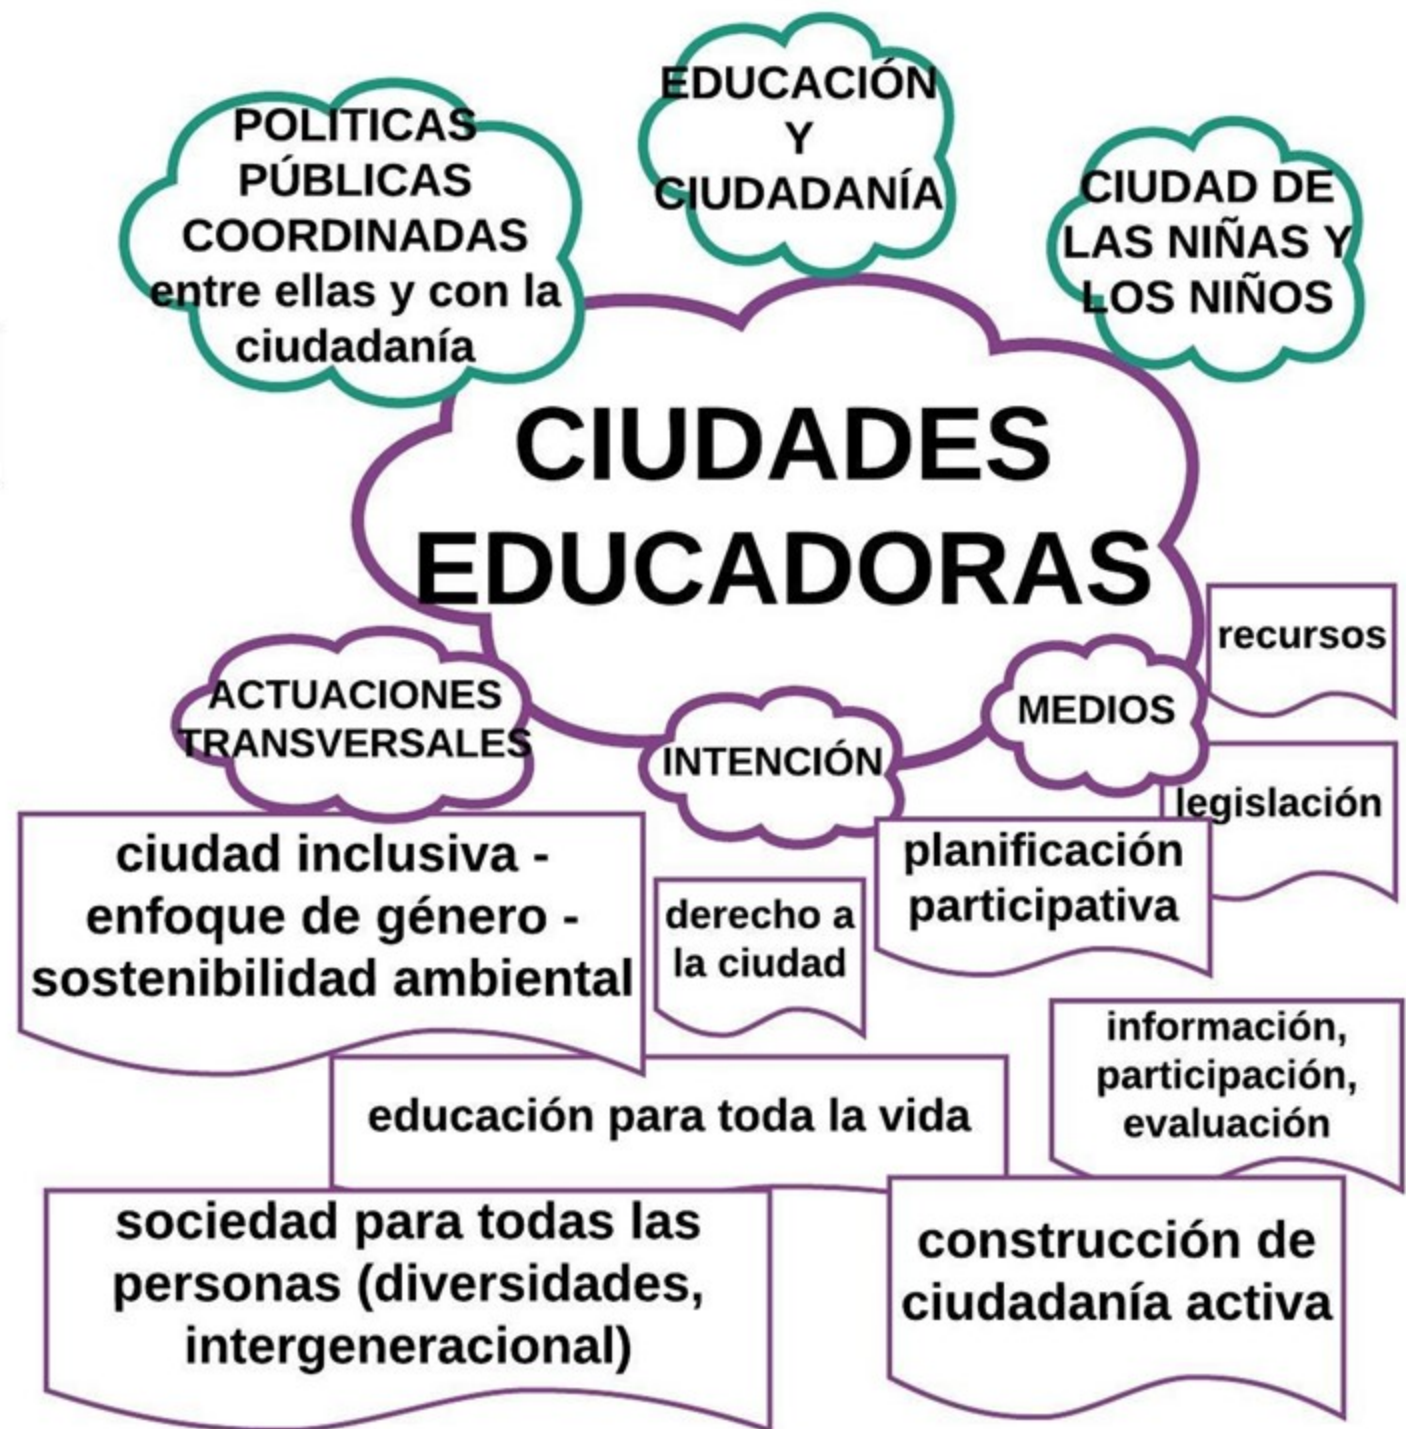 POLITICAS
PÚBLICAS
COORDINADAS
entre ellas y con la
ciudadanía
EDUCACIÓN
Y
CIUDADANÍA
CIUDAD DE
LAS NIÑAS Y
LOS NIÑOS
CIUDADES
EDUCADORAS
ACTUACIONES
TRANSVERSALES
INTENCIÓN
MEDIOS
recursos
legislación
ciudad inclusiva -
enfoque de género -
sostenibilidad ambiental
derecho a
la ciudad
planificación
participativa
información,
participación,
evaluación
educación para toda la vida
sociedad para todas las
personas (diversidades,
intergeneracional)
construcción de
ciudadanía activa